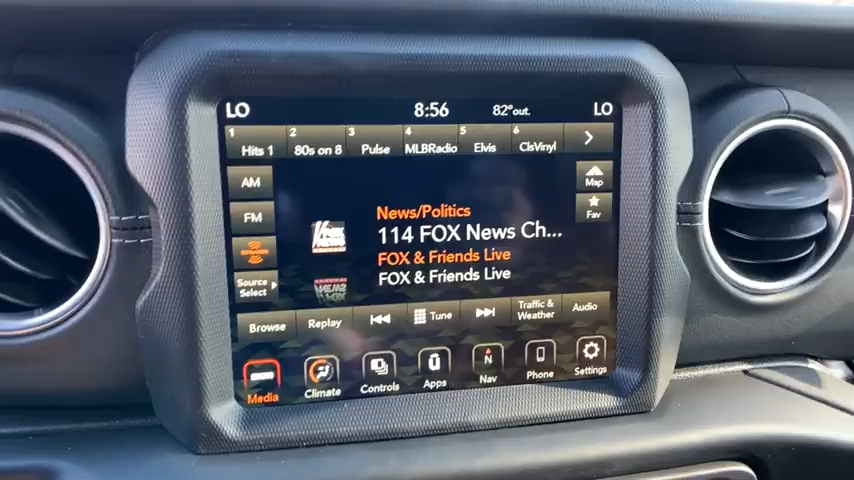 LO 8:56 82°out. LO
1 Hits 1 2 80s on 8 3 Pulse 4 MLBRadio 5 Elvis 6 ClsVinyl
AM
Map
FM
Fav
News/Politics
FOX
NEWS
114 FOX News Ch...
FOX & Friends Live
FOX & Friends Live
Source
Select
Browse Replay Tune Traffic &
Weather Audio
Media Climate Controls Apps N Nav Phone Settings